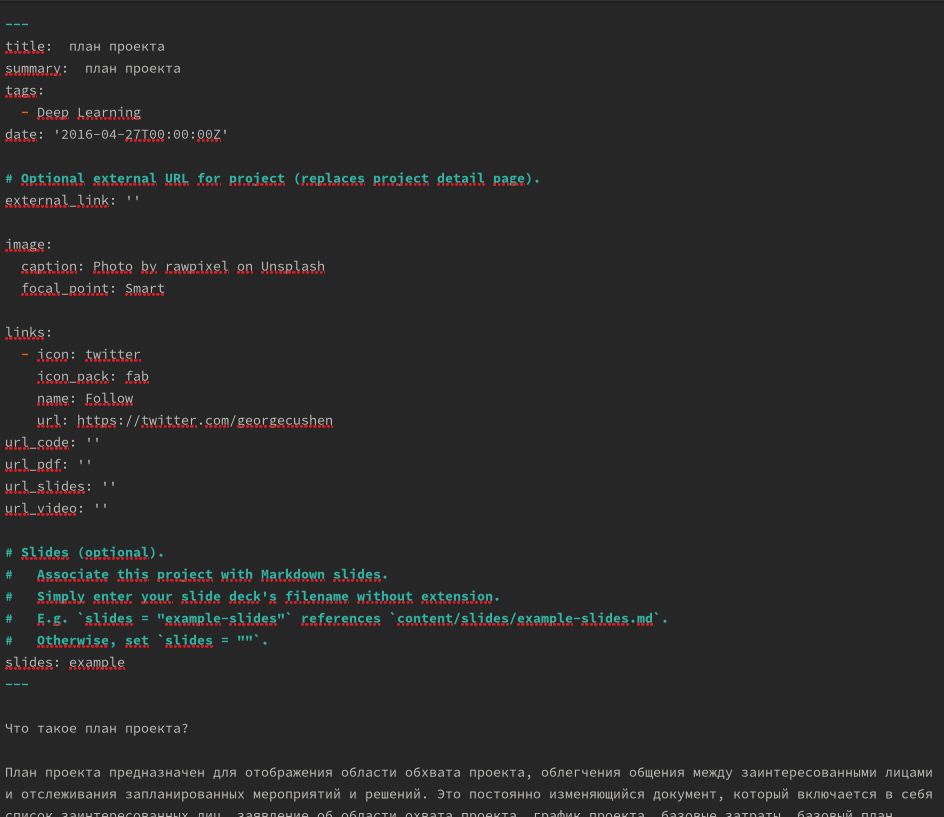 ---
title:  план проекта
summary:  план проекта
tags:
  - Deep Learning
date: '2016-04-27T00:00:00Z'

# Optional external URL for project (replaces project detail page).
external_link: ''

image:
  caption: Photo by rawpixel on Unsplash
  focal_point: Smart

links:
  - icon: twitter
    icon_pack: fab
    name: Follow
    url: https://twitter.com/georgecushen
url_code: ''
url_pdf: ''
url_slides: ''
url_video: ''

# Slides (optional).
#   Associate this project with Markdown slides.
#   Simply enter your slide deck's filename without extension.
#   E.g. `slides = "example-slides"` references `content/slides/example-slides.md`.
#   Otherwise, set `slides = ""`.
slides: example
---

Что такое план проекта?

План проекта предназначен для отображения области обхвата проекта, облегчения общения между заинтересованными лицами
и отслеживания запланированных мероприятий и решений. Это постоянно изменяющийся документ, который включается в себя
список заинтересованных лиц, заявление об области охвата проекта, график проекта, базовые затраты, базовый план